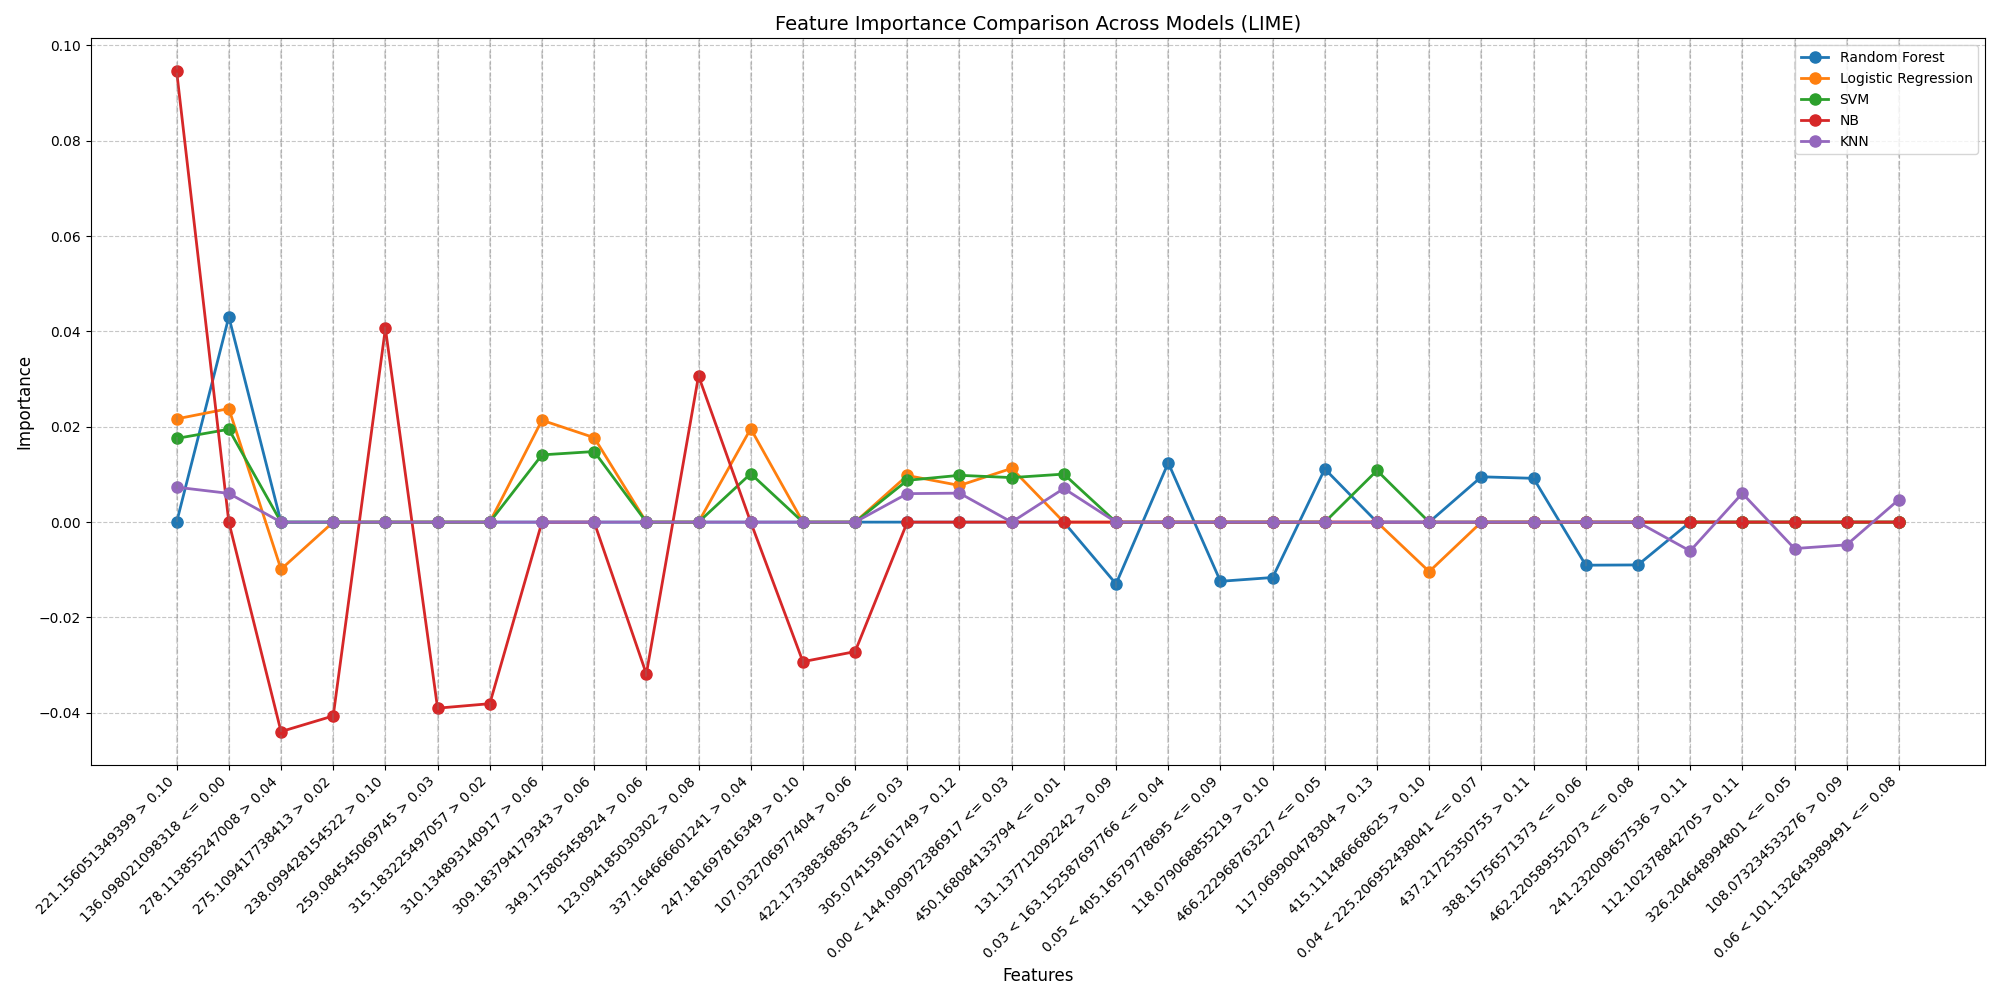 Feature Importance Comparison Across Models (LIME)
Random Forest
Logistic Regression
SVM
NB
KNN
0.10
0.08
0.06
0.04
0.02
0.00
−0.02
−0.04
Importance
221.156051349399 > 0.10
136.098021098318 <= 0.00
278.113855247008 > 0.04
275.109417738413 > 0.02
238.099428154522 > 0.10
259.084545069745 > 0.03
315.183225497057 > 0.02
310.134893140917 > 0.06
309.183794179343 > 0.06
349.175805458924 > 0.06
123.094185030302 > 0.08
337.164666601241 > 0.04
247.181697816349 > 0.10
107.032706977404 > 0.06
422.173388368853 <= 0.03
305.074159161749 > 0.12
0.00 < 144.090972386917 <= 0.03
450.168084133794 <= 0.01
131.137712092242 > 0.09
0.03 < 163.152587697766 <= 0.04
0.05 < 405.165797778695 <= 0.09
118.079068855219 > 0.10
466.222968763227 <= 0.05
117.069900478304 > 0.13
415.111486668625 > 0.10
0.04 < 225.206952438041 <= 0.07
437.217253507​55 > 0.11
388.157565713​73 <= 0.06
462.220589552073 <= 0.08
241.232009657536 > 0.11
112.102378842705 > 0.11
326.204648994801 <= 0.05
108.073234533276 > 0.09
0.06 < 101.132643989491 <= 0.08
Features